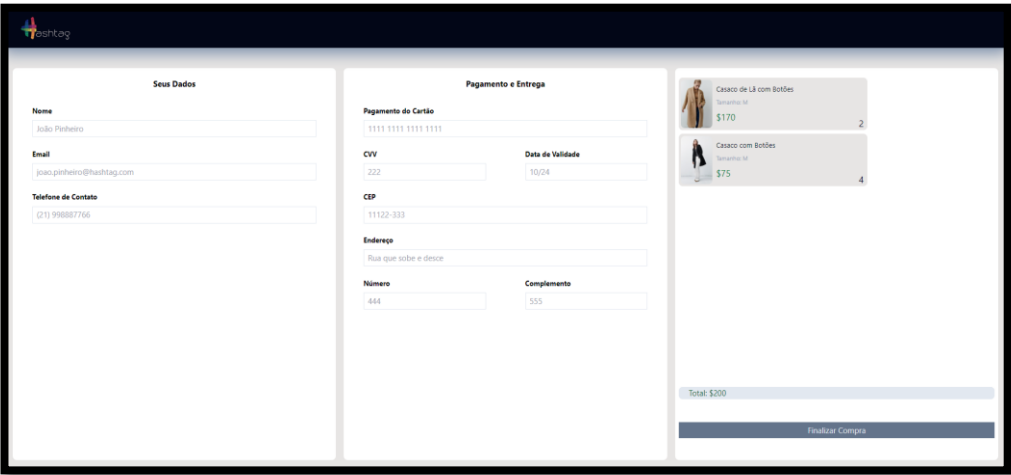 Hashtag
Seus Dados
Nome
João Pinheiro
Email
joao.pinheiro@hashtag.com
Telefone de Contato
(21) 998887766
Pagamento e Entrega
Pagamento do Cartão
1111 1111 1111 1111
CVV
Data de Validade
222
10/24
CEP
11122-333
Endereço
Rua que sobe e desce
Número
Complemento
444
555
Casaco de Lã com Botões
Tamanho: M
$170
2
Casaco com Botões
Tamanho: M
$75
4
Total: $200
Finalizar Compra